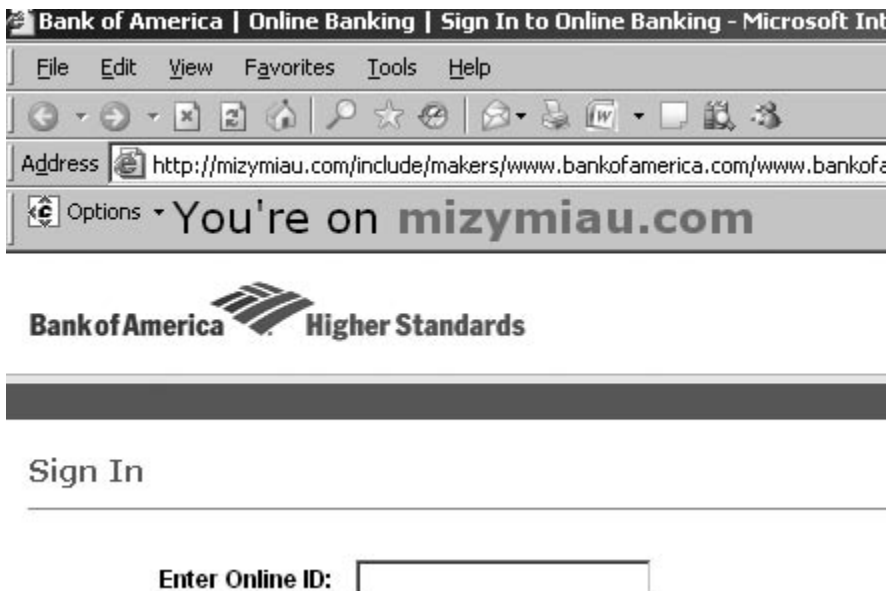 Bank of America | Online Banking | Sign In to Online Banking - Microsoft Int
File Edit View Favorites Tools Help
Address http://mizymiau.com/include/makers/www.bankofamerica.com/www.bankofa
Options You're on mizymiau.com
Bank of America Higher Standards
Sign In
Enter Online ID: